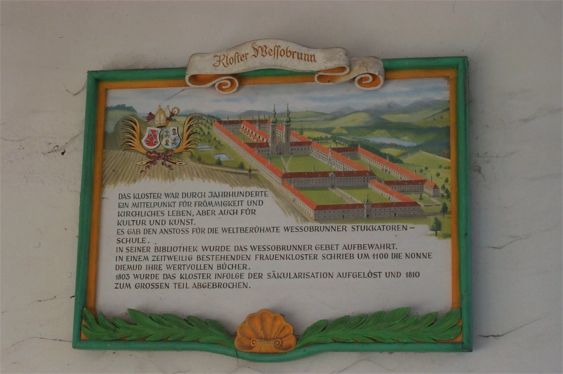 Kloster Wessobrunn
DAS KLOSTER WAR DURCH JAHRHUNDERTE
EIN MITTELPUNKT FÜR FRÖMMIGKEIT UND
KIRCHLICHES LEBEN, ABER AUCH FÜR
KULTUR UND KUNST.
ES GAB DEN ANSTOSS FÜR DIE WELTBERÜHMTE WESSOBRUNNER STUKKATOREN-
SCHULE.
IN SEINER BIBLIOTHEK WURDE DAS WESSOBRUNNER GEBET AUFBEWAHRT.
IN EINEM ZEITWEILIG BESTEHENDEN FRAUENKLOSTER SCHRIEB UM 1100 DIE NONNE
DIEMUD IHRE WERTVOLLEN BÜCHER.
1803 WURDE DAS KLOSTER INFOLGE DER SÄKULARISATION AUFGELÖST UND 1810
ZUM GROSSEN TEIL ABGEBROCHEN.